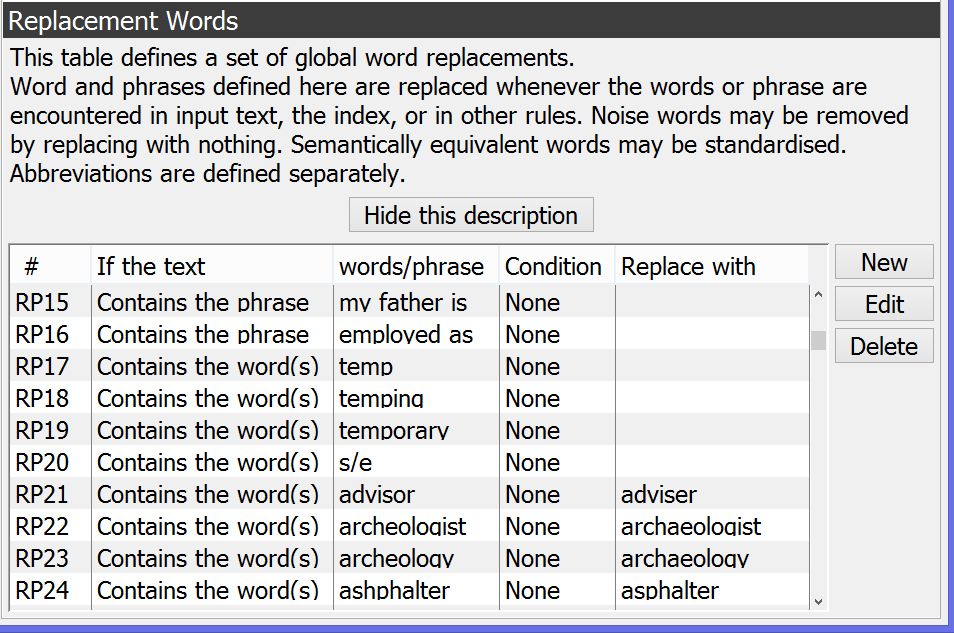 Replacement Words
This table defines a set of global word replacements.
Word and phrases defined here are replaced whenever the words or phrase are
encountered in input text, the index, or in other rules. Noise words may be removed
by replacing with nothing. Semantically equivalent words may be standardised.
Abbreviations are defined separately.
Hide this description
# If the text words/phrase Condition Replace with
RP15 Contains the phrase my father is None
RP16 Contains the phrase employed as None
RP17 Contains the word(s) temp None
RP18 Contains the word(s) temping None
RP19 Contains the word(s) temporary None
RP20 Contains the word(s) s/e None
RP21 Contains the word(s) advisor None adviser
RP22 Contains the word(s) archeologist None archaeologist
RP23 Contains the word(s) archeology None archaeology
RP24 Contains the word(s) ashphalter None asphalter
New
Edit
Delete